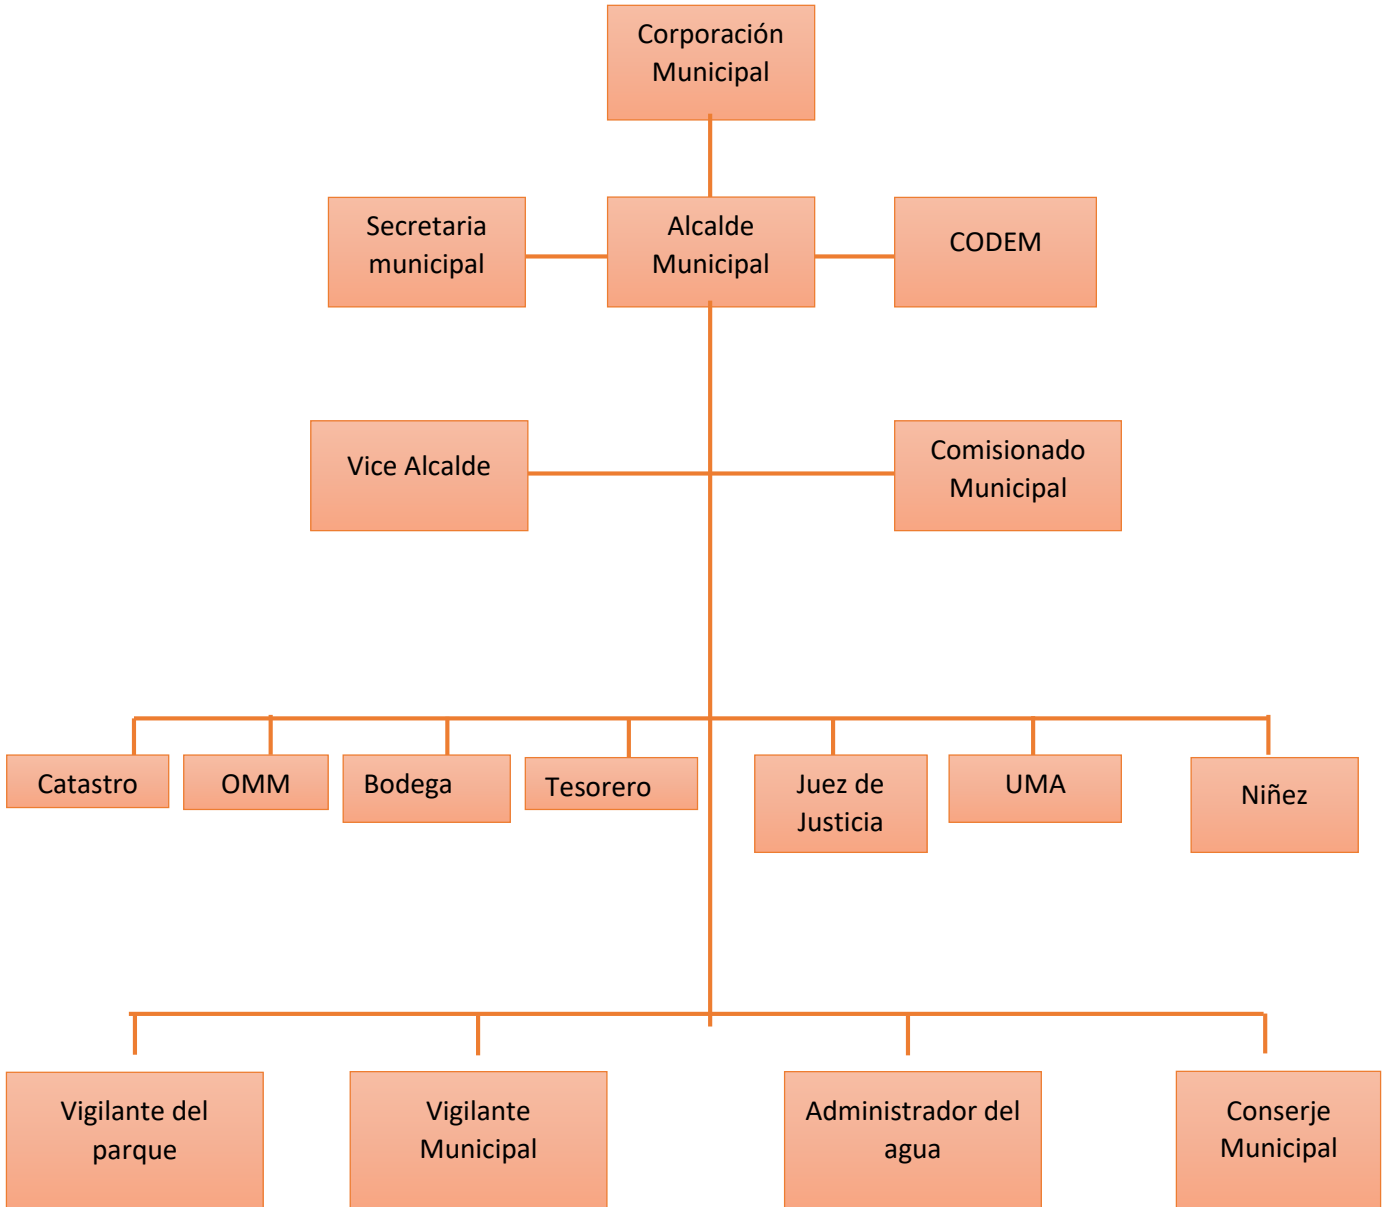 Corporación
Municipal
Secretaria
municipal
Alcalde
Municipal
CODEM
Vice Alcalde
Comisionado
Municipal
Catastro
OMM
Bodega
Tesorero
Juez de
Justicia
UMA
Niñez
Vigilante del
parque
Vigilante
Municipal
Administrador del
agua
Conserje
Municipal